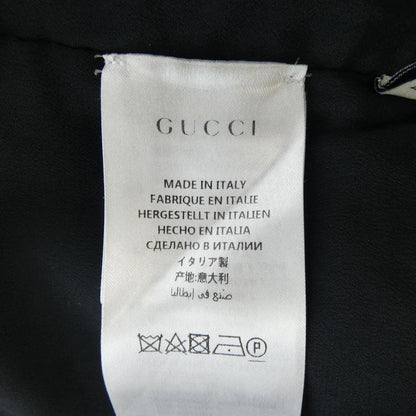 GUCCI
MADE IN ITALY
FABRIQUE EN ITALIE
HERGESTELLT IN ITALIEN
HECHO EN ITALIA
СДЕЛАНО В ИТАЛИИ
イタリア製
产地:意大利
صنع في إيطاليا
P